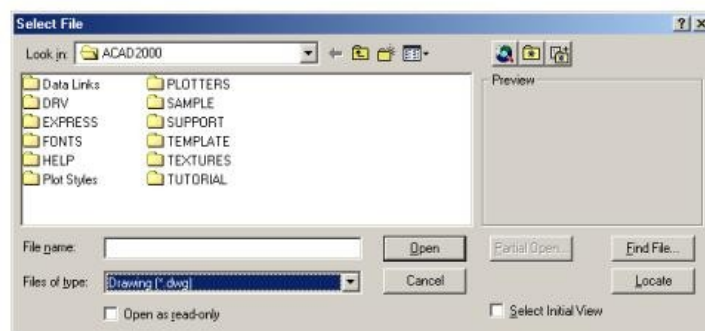 Select File
Look in: ACAD2000
Data Links
DRV
EXPRESS
FONTS
HELP
Plot Styles
PLOTTERS
SAMPLE
SUPPORT
TEMPLATE
TEXTURES
TUTORIAL
Preview
File name:
Open
Partial Open...
Find File...
Files of type: Drawing (*.dwg)
Cancel
Locate
Open as read-only
Select Initial View